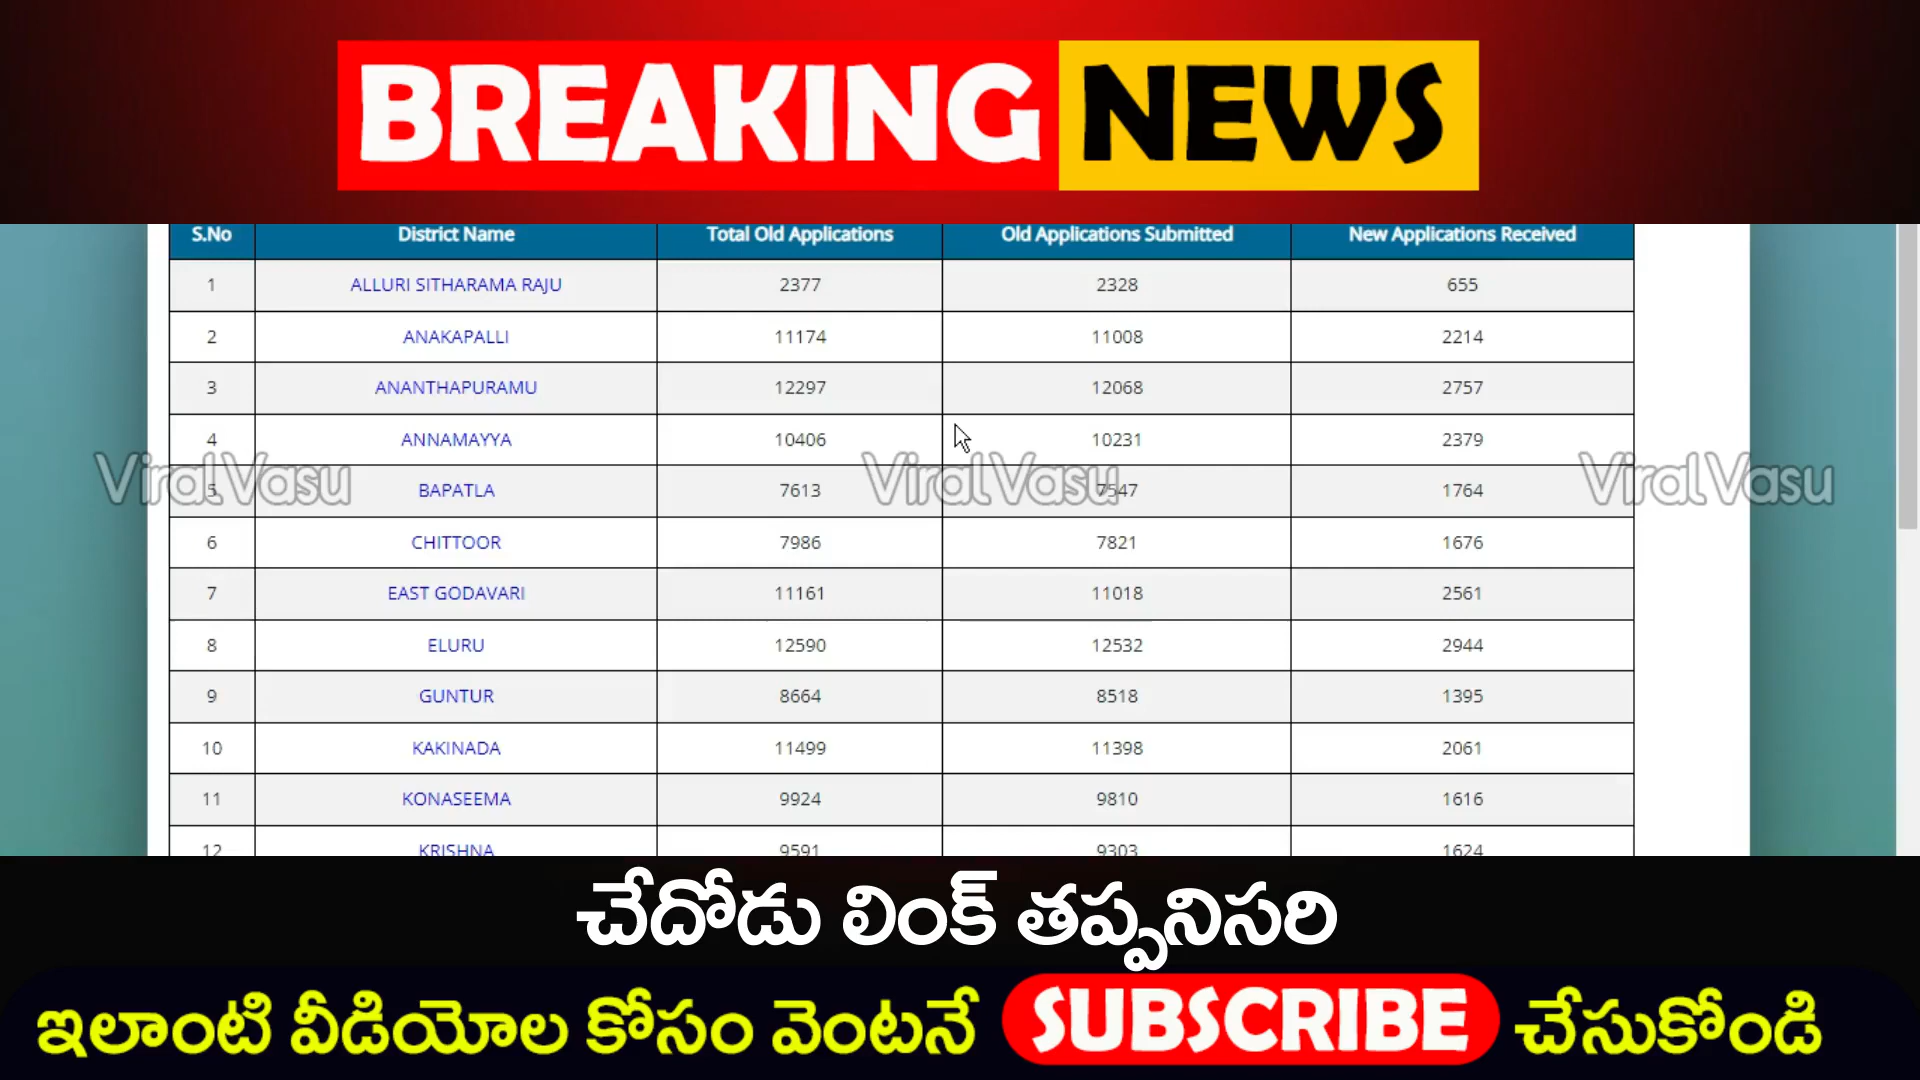 BREAKING NEWS
S.No District Name Total Old Applications Old Applications Submitted New Applications Received
1 ALLURI SITHARAMA RAJU 2377 2328 655
2 ANAKAPALLI 11174 11008 2214
3 ANANTHAPURAMU 12297 12068 2757
4 ANNAMAYYA 10406 10231 2379
5 BAPATLA 7613 7547 1764
ViralVasu ViralVasu ViralVasu
6 CHITTOOR 7986 7821 1676
7 EAST GODAVARI 11161 11018 2561
8 ELURU 12590 12532 2944
9 GUNTUR 8664 8518 1395
10 KAKINADA 11499 11398 2061
11 KONASEEMA 9924 9810 1616
12 KRISHNA 9591 9303 1624
చేదోడు లింక్ తప్పనిసరి
ఇలాంటి వీడియోల కోసం వెంటనే SUBSCRIBE చేసుకోండి